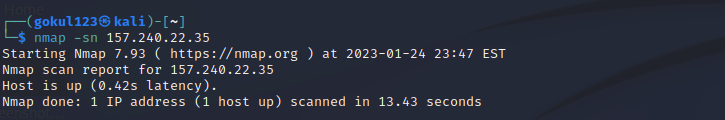 Home
┌──(gokul123㉿kali)-[~]
└─$ nmap -sn 157.240.22.35
Starting Nmap 7.93 ( https://nmap.org ) at 2023-01-24 23:47 EST
Nmap scan report for 157.240.22.35
Host is up (0.42s latency).
Nmap done: 1 IP address (1 host up) scanned in 13.43 seconds